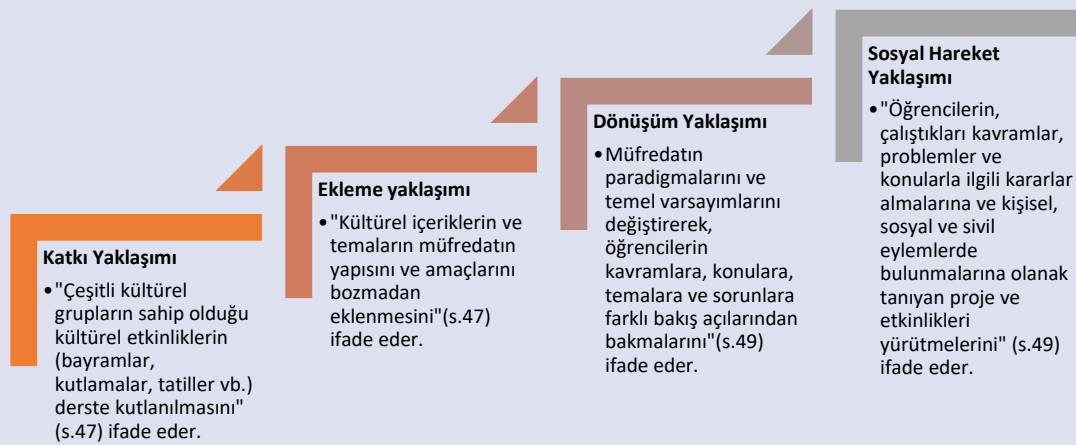 Katkı Yaklaşımı
•"Çeşitli kültürel
grupların sahip olduğu
kültürel etkinliklerin
(bayramlar,
kutlamalar, tatiller vb.)
derste kutlanılmasını"
(s.47) ifade eder.
Ekleme yaklaşımı
•"Kültürel içeriklerin ve
temaların müfredatın
yapısını ve amaçlarını
bozmadan
eklenmesini"(s.47)
ifade eder.
Dönüşüm Yaklaşımı
•Müfredatın
paradigmalarını ve
temel varsayımlarını
değiştirerek,
öğrencilerin
kavramlara, konulara,
temalara ve sorunlara
farklı bakış açılarından
bakmalarını"(s.49)
ifade eder.
Sosyal Hareket
Yaklaşımı
•"Öğrencilerin,
çalıştıkları kavramlar,
problemler ve
konularla ilgili kararlar
almalarına ve kişisel,
sosyal ve sivil
eylemlerde
bulunmalarına olanak
tanıyan proje ve
etkinlikleri
yürütmelerini" (s.49)
ifade eder.